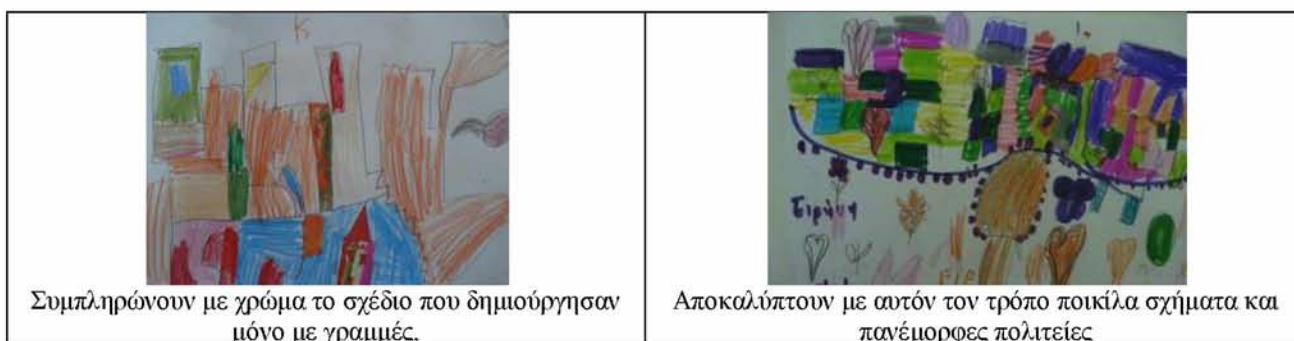 Κ
Ειρήνη
Συμπληρώνουν με χρώμα το σχέδιο που δημιούργησαν
μόνο με γραμμές,
Αποκαλύπτουν με αυτόν τον τρόπο ποικίλα σχήματα και
πανέμορφες πολιτείες